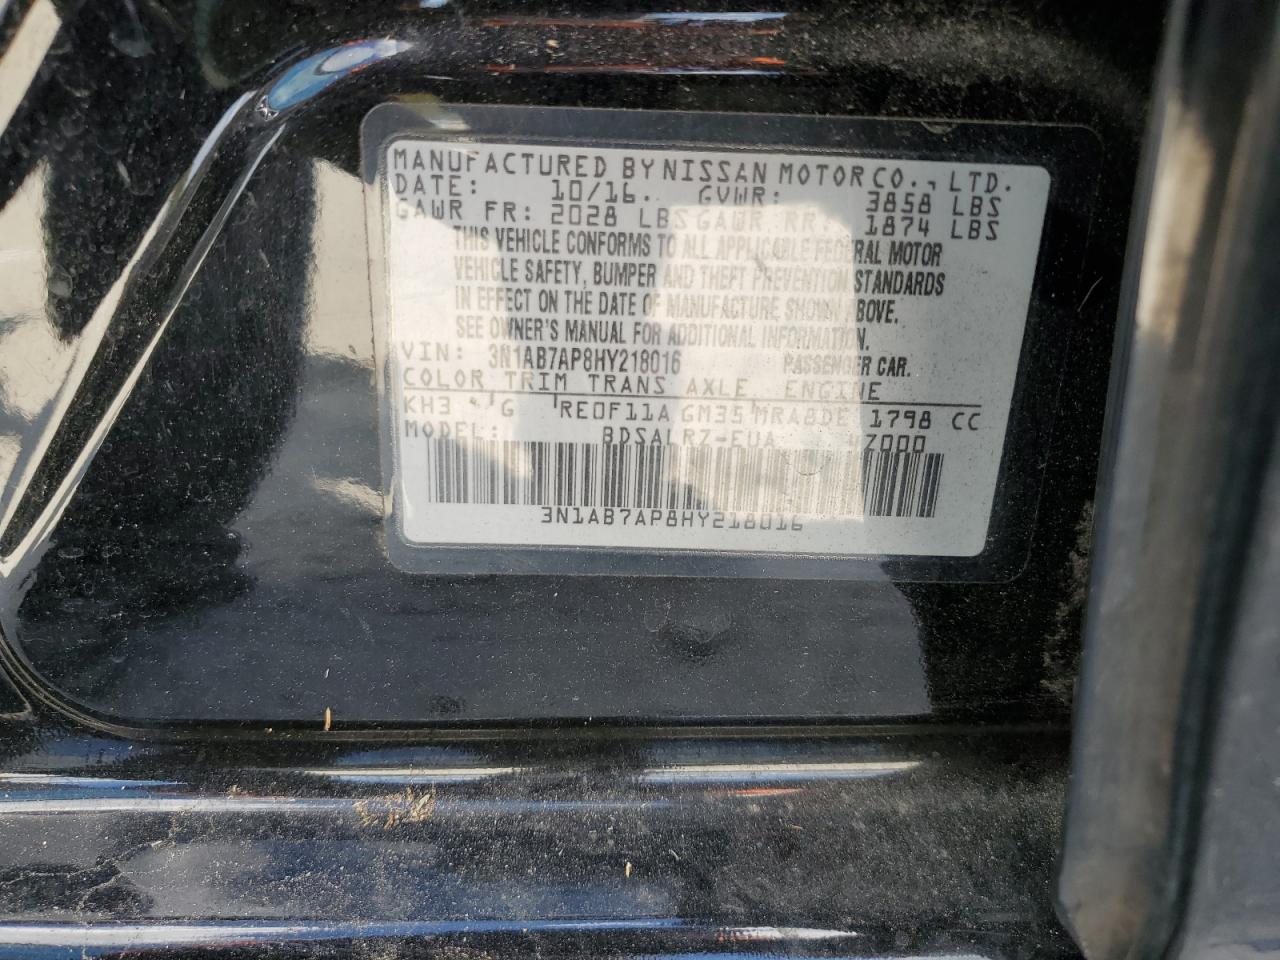 MANUFACTURED BY NISSAN MOTOR CO., LTD.
DATE: 10/16 GVWR: 3858 LBS
GAWR FR: 2028 LBS GAWR RR: 1874 LBS
THIS VEHICLE CONFORMS TO ALL APPLICABLE FEDERAL MOTOR
VEHICLE SAFETY, BUMPER AND THEFT PREVENTION STANDARDS
IN EFFECT ON THE DATE OF MANUFACTURE SHOWN ABOVE.
SEE OWNER'S MANUAL FOR ADDITIONAL INFORMATION.
VIN: 3N1AB7AP8HY218016 PASSENGER CAR.
COLOR TRIM TRANS AXLE ENGINE
KH3 G RE0F11A GM35 MRA8DE 1798 CC
MODEL: BDSALRZ-EUA
3N1AB7AP8HY218016